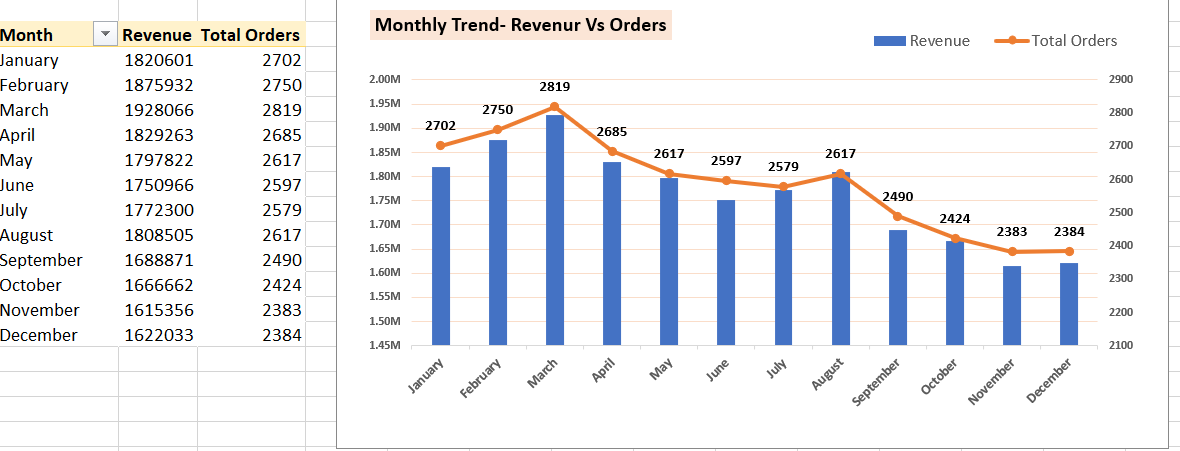 Month Revenue Total Orders
January 1820601 2702
February 1875932 2750
March 1928066 2819
April 1829263 2685
May 1797822 2617
June 1750966 2597
July 1772300 2579
August 1808505 2617
September 1688871 2490
October 1666662 2424
November 1615356 2383
December 1622033 2384
Monthly Trend- Revenur Vs Orders
Revenue Total Orders
2.00M
1.95M
1.90M
1.85M
1.80M
1.75M
1.70M
1.65M
1.60M
1.55M
1.50M
1.45M
2702 2750 2819 2685 2617 2597 2579 2617 2490 2424 2383 2384
2900
2800
2700
2600
2500
2400
2300
2200
2100
January February March April May June July August September October November December